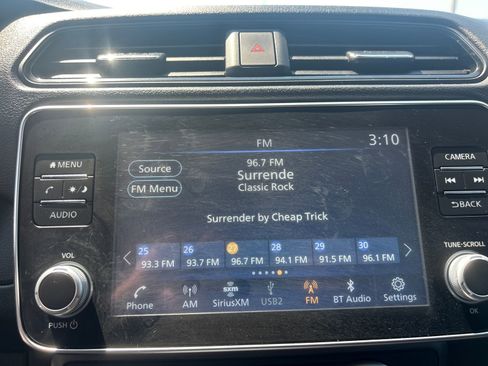 FM
3:10
MENU
CAMERA
Source
96.7 FM
Surrende
FM Menu
Classic Rock
AUDIO
BACK
Surrender by Cheap Trick
VOL
TUNE•SCROLL
25 26 27 28 29 30
93.3 FM 93.7 FM 96.7 FM 94.1 FM 91.5 FM 96.1 FM
sxm
Phone AM SiriusXM USB2 FM BT Audio Settings
PUSH
OK